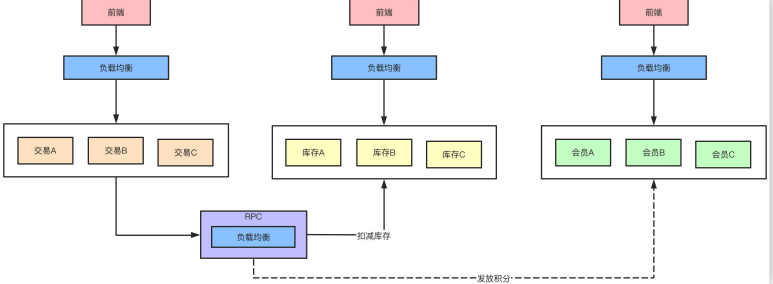 前端
前端
前端
负载均衡
负载均衡
负载均衡
交易A
交易B
交易C
库存A
库存B
库存C
会员A
会员B
会员C
RPC
负载均衡
扣减库存
发放积分